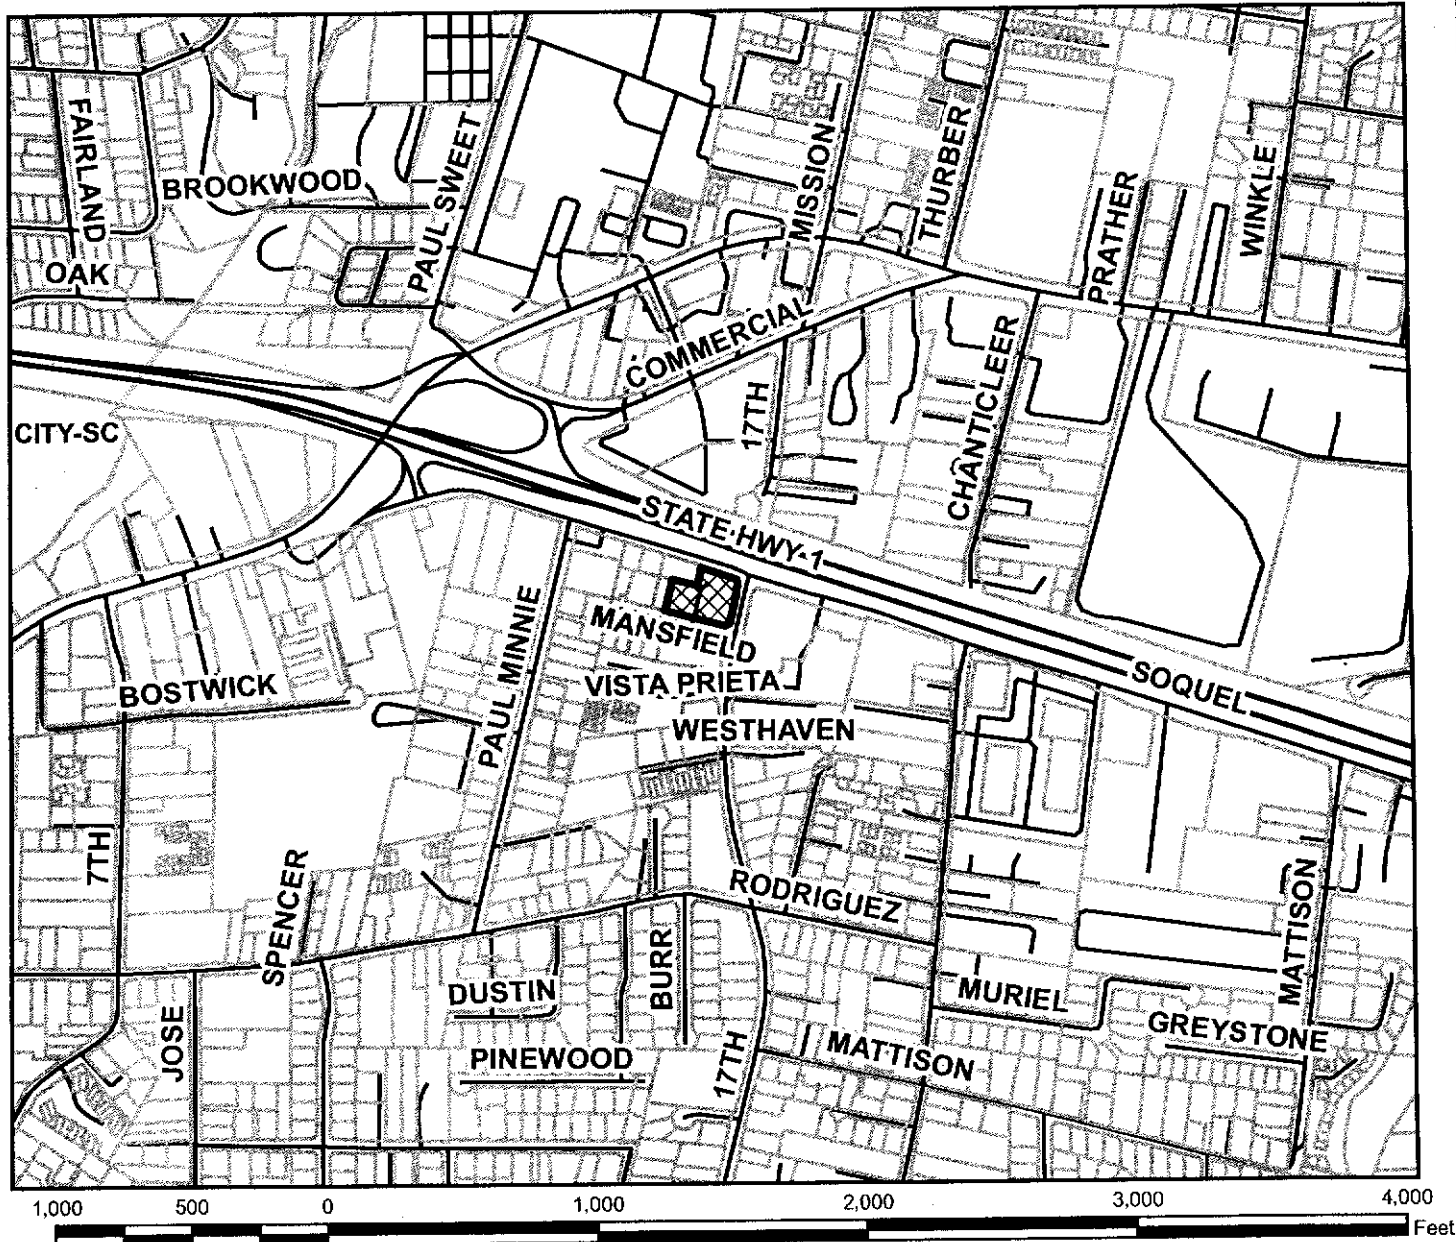 FAIRLAND
BROOKWOOD
PAUL SWEET
MISSION
THURBER
WINKLE
PRATHER
OAK
COMMERCIAL
CHANTICLEER
17TH
CITY-SC
STATE HWY-1
MANSFIELD
PAUL MINNIE
VISTA PRIETA
SOQUEL
BOSTWICK
WESTHAVEN
7TH
SPENCER
RODRIGUEZ
MATTISON
BURR
DUSTIN
MURIEL
GREYSTONE
JOSE
PINEWOOD
17TH
MATTISON
1,000 500 0 1,000 2,000 3,000 4,000
Feet